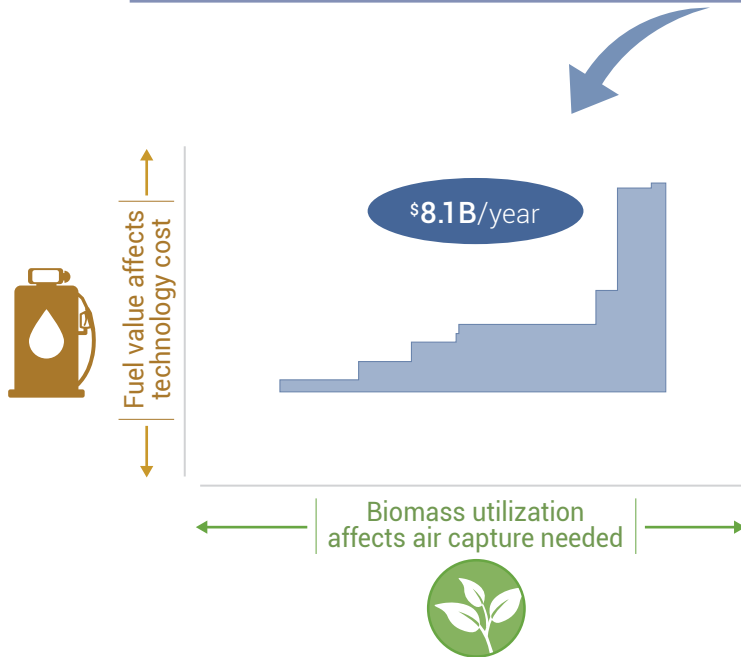 $8.1B/year
Fuel value affects
technology cost
Biomass utilization
affects air capture needed